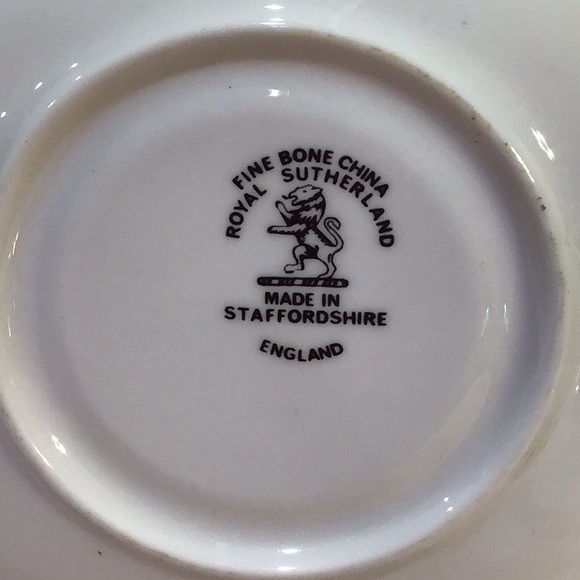 FINE BONE CHINA
ROYAL SUTHERLAND
MADE IN
STAFFORDSHIRE
ENGLAND